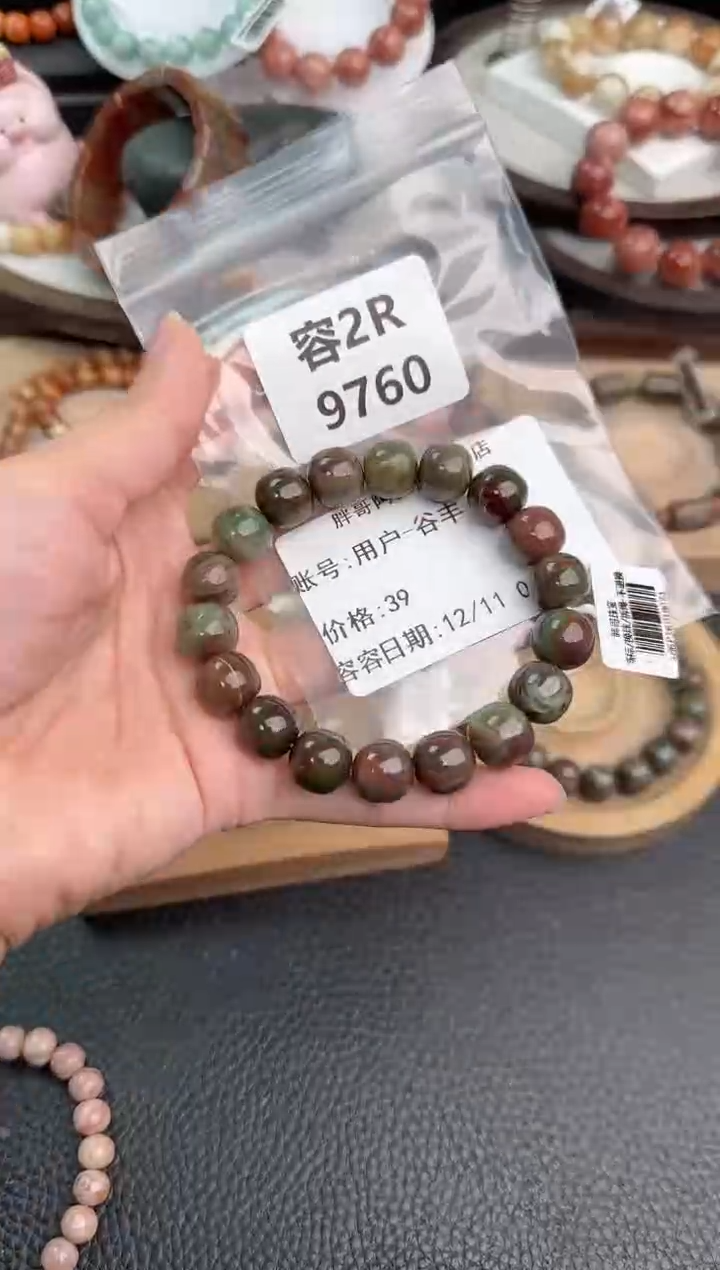 容2R
9760
店
胖哥
账号:用户-谷丰
价格:39
容容日期:12/11 0